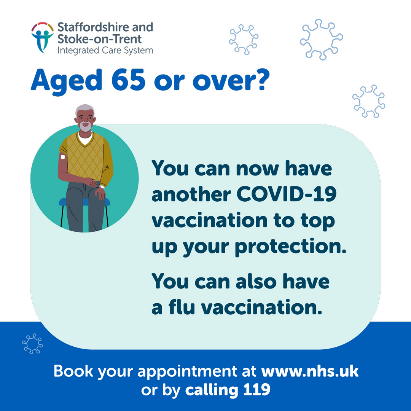 Staffordshire and
Stoke-on-Trent
Integrated Care System
Aged 65 or over?
You can now have
another COVID-19
vaccination to top
up your protection.
You can also have
a flu vaccination.
Book your appointment at www.nhs.uk
or by calling 119